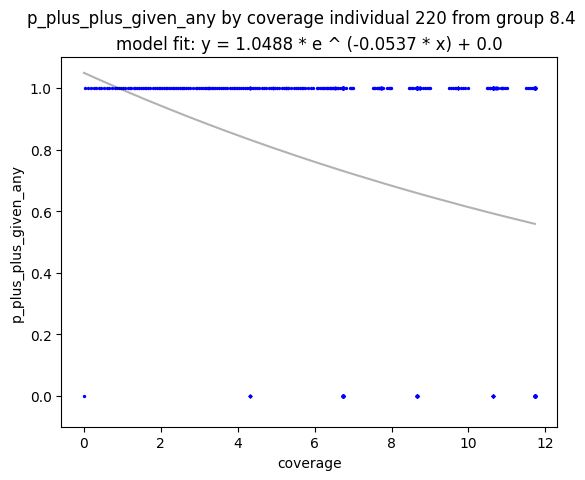 p_plus_plus_given_any by coverage individual 220 from group 8.4
model fit: y = 1.0488 * e ^ (-0.0537 * x) + 0.0
1.0
0.8
0.6
0.4
0.2
0.0
p_plus_plus_given_any
0 2 4 6 8 10 12
coverage